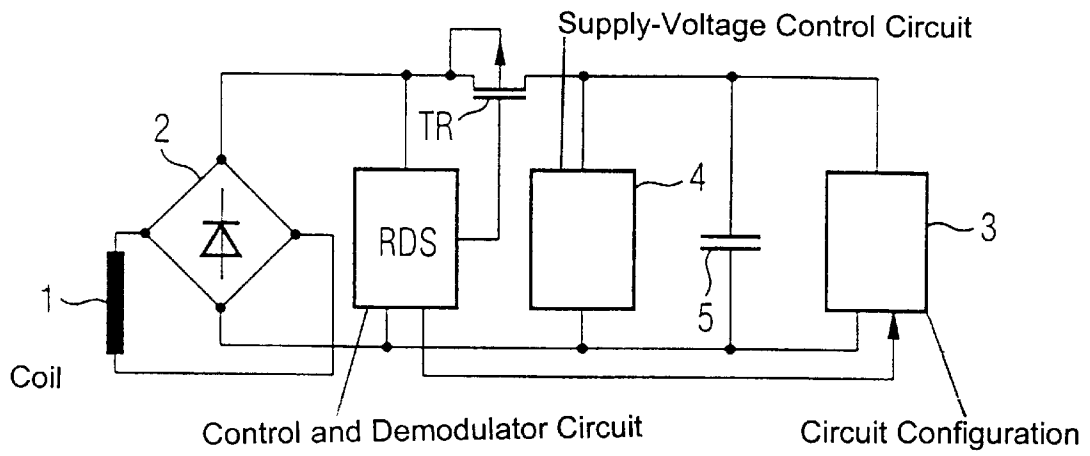 Supply-Voltage Control Circuit
TR
2
4
RDS
3
1
5
Coil
Control and Demodulator Circuit
Circuit Configuration